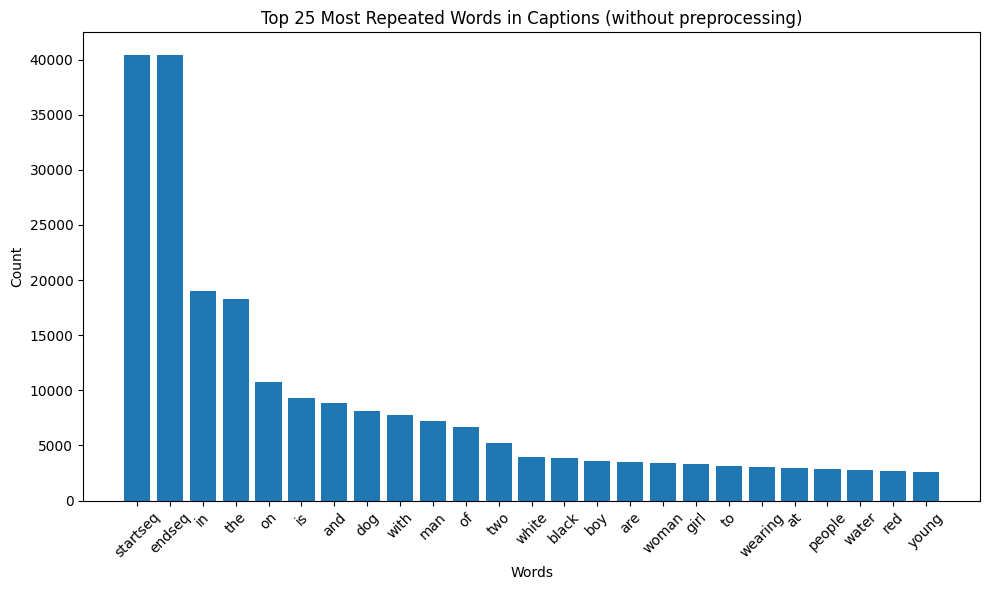 Top 25 Most Repeated Words in Captions (without preprocessing)
Count
40000
35000
30000
25000
20000
15000
10000
5000
0
startseq
endseq
in
the
on
is
and
dog
with
man
of
two
white
black
boy
are
woman
girl
to
wearing
at
people
water
red
young
Words